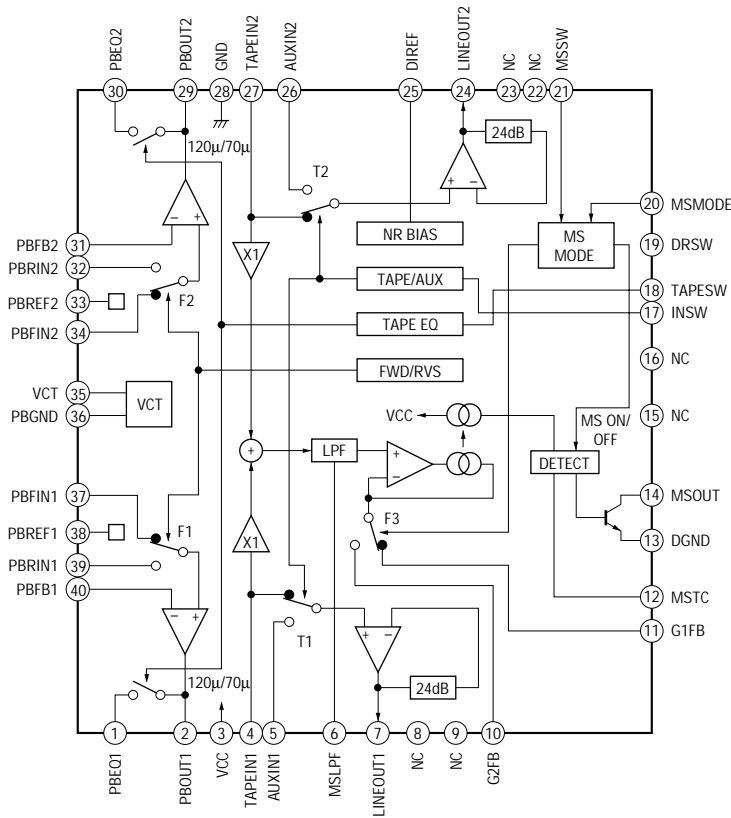 PBEQ2
PBOUT2
GND
TAPEIN2
AUXIN2
DIREF
LINEOUT2
NC
NC
MSSW
30
29
28
27
26
25
24
23
22
21
120μ/70μ
T2
24dB
+
−
−
+
20 MSMODE
19 DRSW
18 TAPESW
17 INSW
16 NC
15 NC
14 MSOUT
13 DGND
12 MSTC
11 G1FB
PBFB2 31
PBRIN2 32
PBREF2 33
PBFIN2 34
F2
VCT 35
PBGND 36
VCT
PBFIN1 37
PBREF1 38
PBRIN1 39
PBFB1 40
F1
X1
NR BIAS
TAPE/AUX
TAPE EQ
FWD/RVS
MS
MODE
VCC
MS ON/
OFF
+
LPF
+
−
DETECT
F3
X1
T1
−
+
+
−
120μ/70μ
24dB
1
2
3
4
5
6
7
8
9
10
PBEQ1
PBOUT1
VCC
TAPEIN1
AUXIN1
MSLPF
LINEOUT1
NC
NC
G2FB